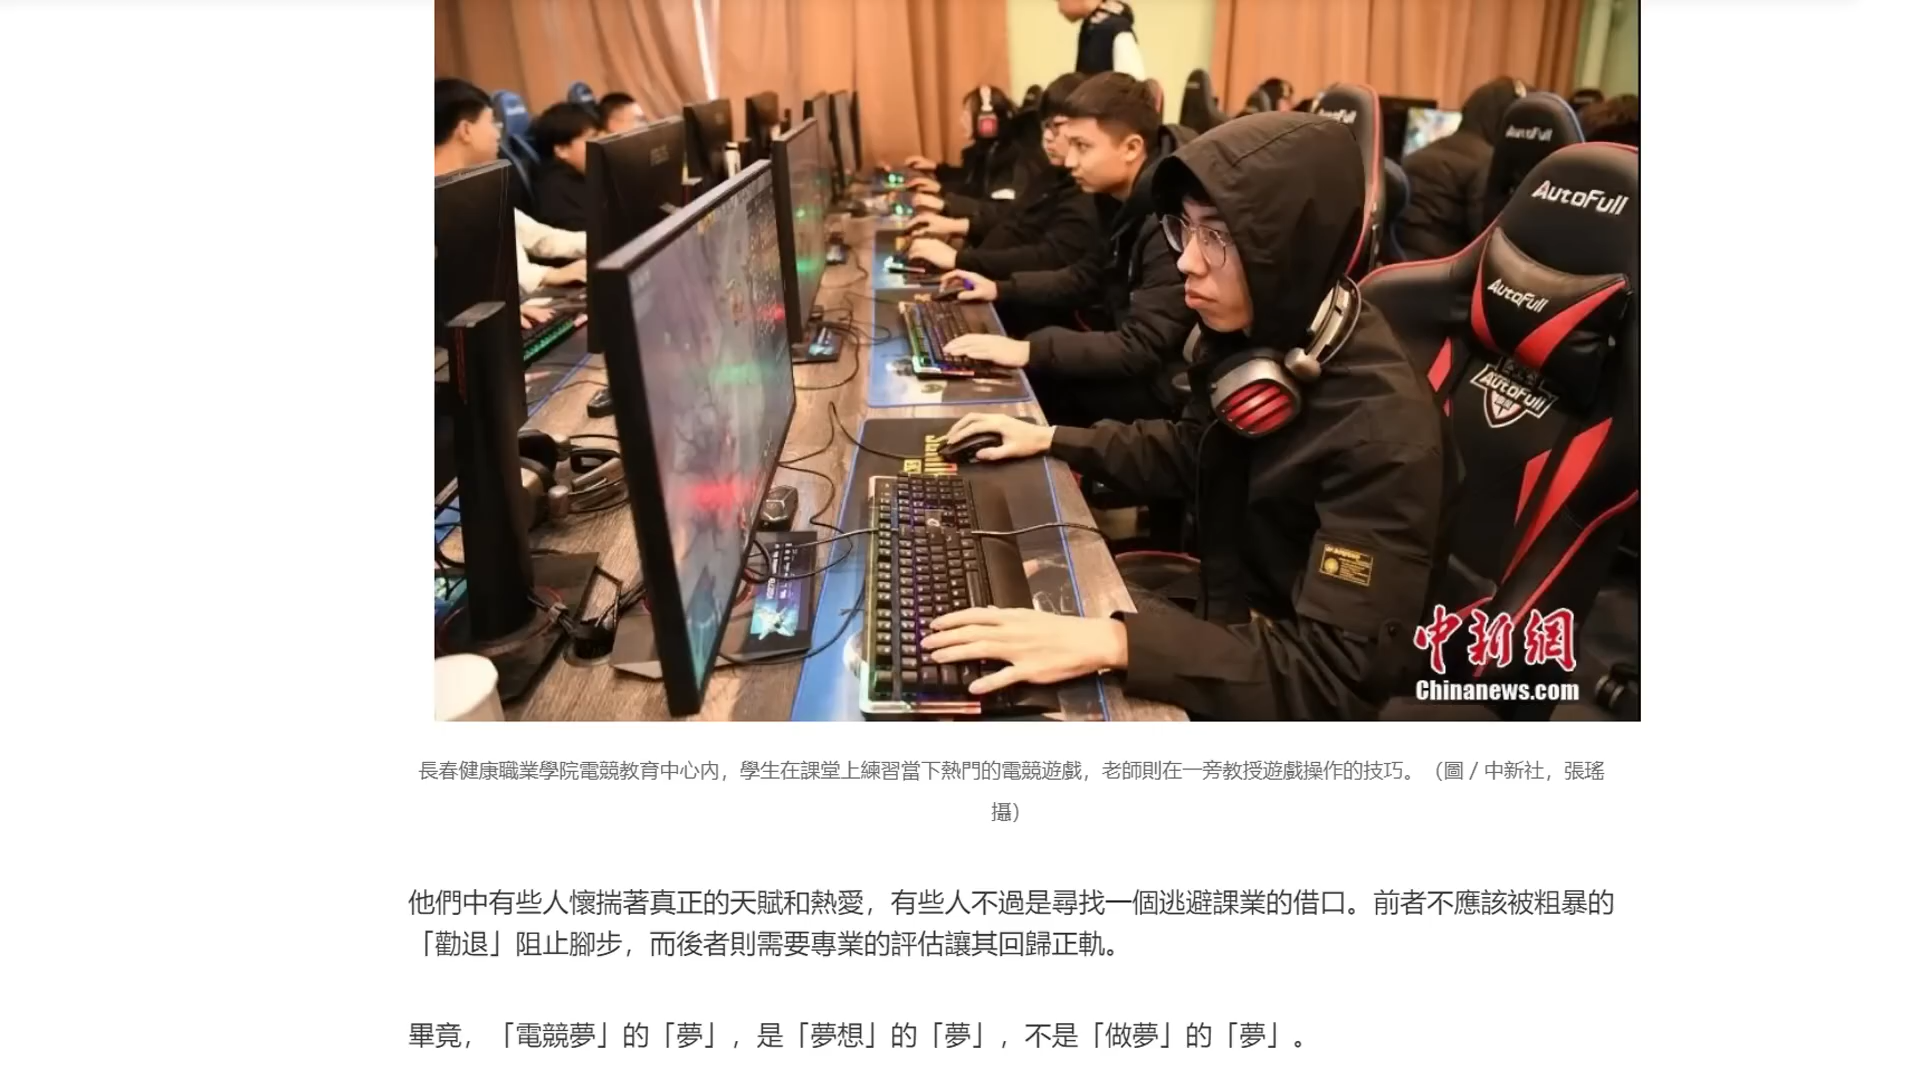 AutoFull
AutoFull
AutoFull
AutoFull
中新網
Chinanews.com
長春健康職業學院電競教育中心内，學生在課堂上練習當下熱門的電競遊戲，老師則在一旁教授遊戲操作的技巧。（圖 / 中新社，張瑤
攝）
他們中有些人懷揣著真正的天賦和熱愛，有些人不過是尋找一個逃避課業的借口。前者不應該被粗暴的
「勸退」阻止腳步，而後者則需要專業的評估讓其回歸正軌。
畢竟，「電競夢」的「夢」，是「夢想」的「夢」，不是「做夢」的「夢」。